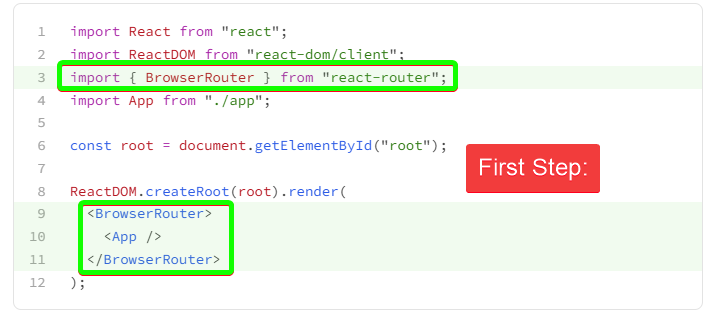 1 import React from "react";
2 import ReactDOM from "react-dom/client";
3 import { BrowserRouter } from "react-router";
4 import App from "./app";
5
6 const root = document.getElementById("root");
7
First Step:
8 ReactDOM.createRoot(root).render(
9 <BrowserRouter>
10 <App />
11 </BrowserRouter>
12 );